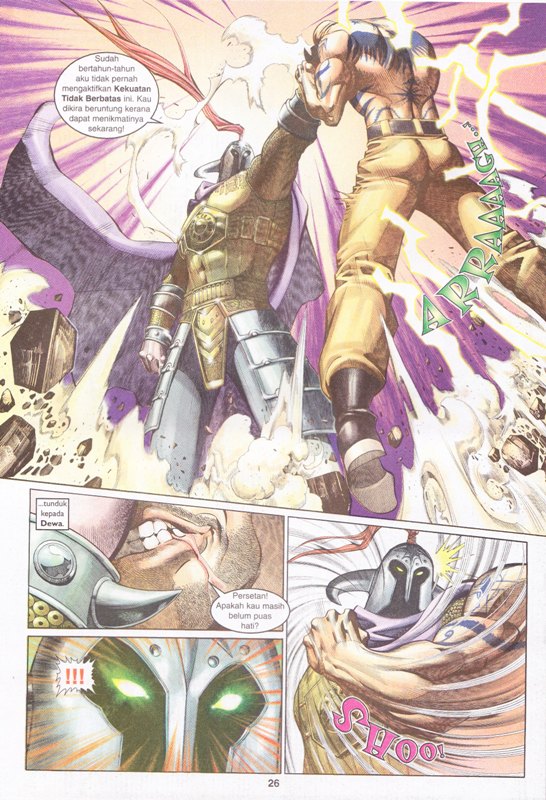 Sudah
bertahun-tahun
aku tidak pernah
mengaktifkan Kekuatan
Tidak Berbatas ini. Kau
dikira beruntung kerana
dapat menikmatinya
sekarang!
ARRAAAAAGH...!
...tunduk
kepada
Dewa.
Persetan!
Apakah kau masih
belum puas
hati?
!!!
SHOO!
26